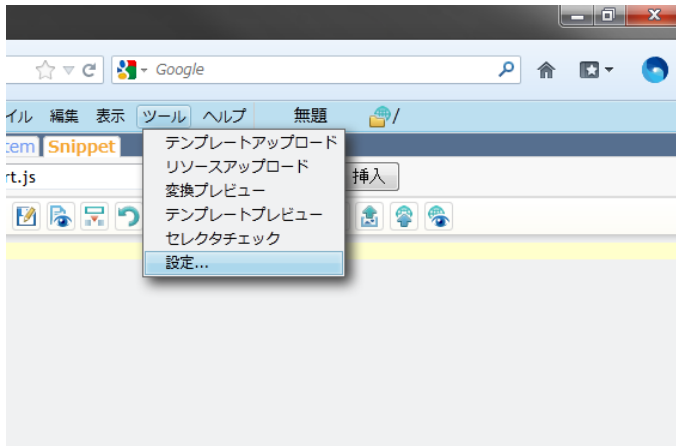 Google
イル 編集 表示 ツール ヘルプ 無題 /
tem Snippet
rt.js 挿入
テンプレートアップロード
リソースアップロード
変換プレビュー
テンプレートプレビュー
セレクタチェック
設定...